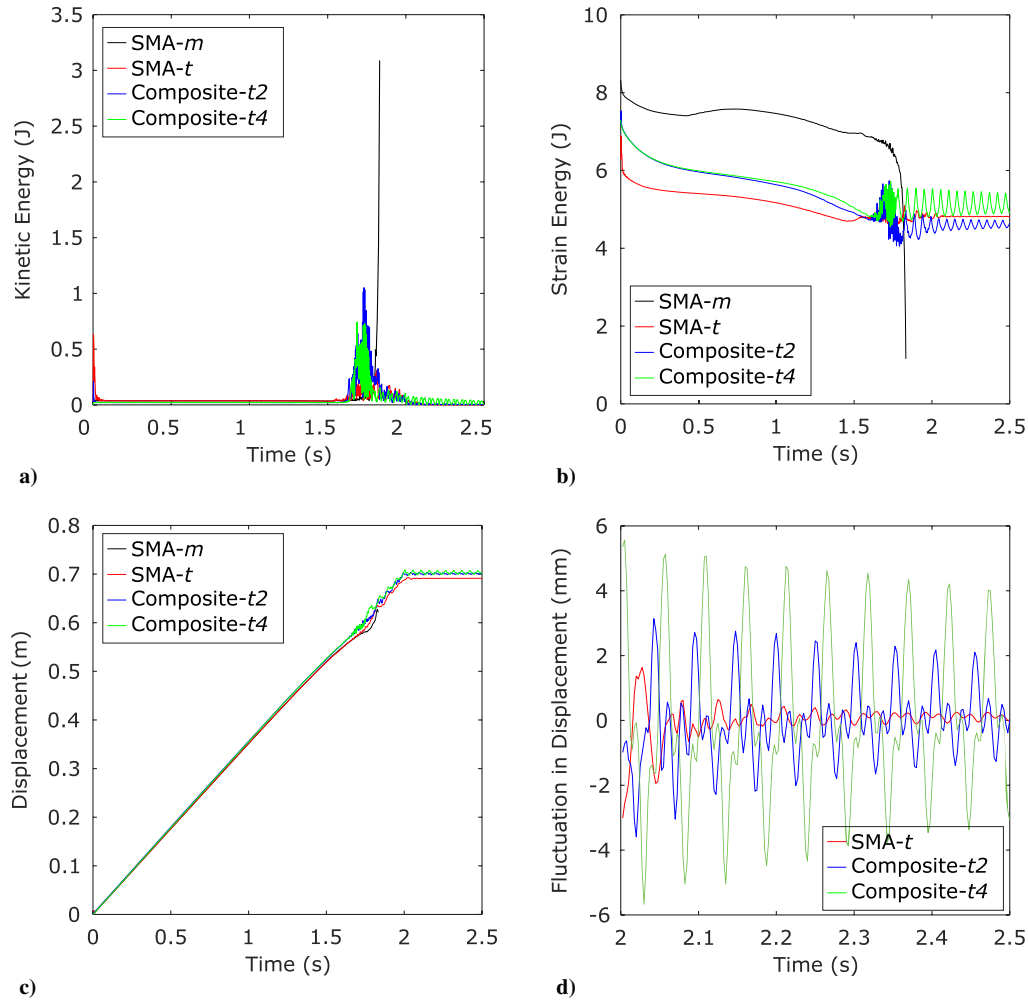 3.5
3
2.5
2
1.5
1
0.5
0
Kinetic Energy (J)
SMA-m
SMA-t
Composite-t2
Composite-t4
0 0.5 1 1.5 2 2.5
Time (s)
a)
10
8
6
4
2
0
Strain Energy (J)
SMA-m
SMA-t
Composite-t2
Composite-t4
0 0.5 1 1.5 2 2.5
Time (s)
b)
0.8
0.7
0.6
0.5
0.4
0.3
0.2
0.1
0
Displacement (m)
SMA-m
SMA-t
Composite-t2
Composite-t4
0 0.5 1 1.5 2 2.5
Time (s)
c)
6
4
2
0
-2
-4
-6
Fluctuation in Displacement (mm)
SMA-t
Composite-t2
Composite-t4
2 2.1 2.2 2.3 2.4 2.5
Time (s)
d)